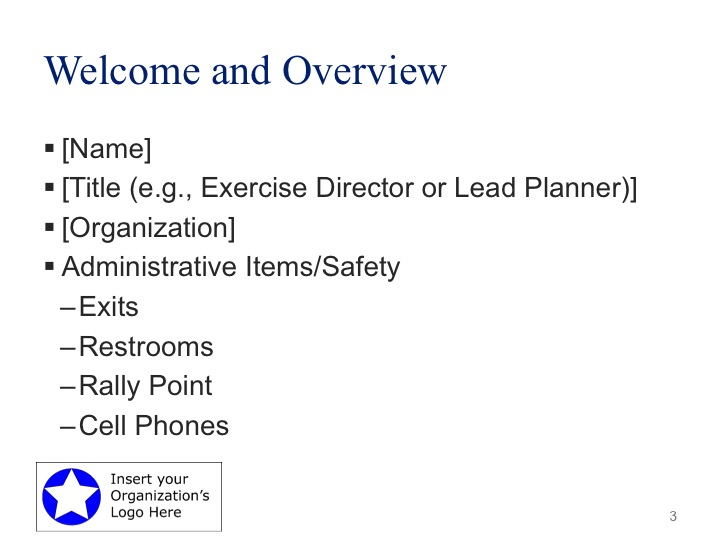 Welcome and Overview
▪ [Name]
▪ [Title (e.g., Exercise Director or Lead Planner)]
▪ [Organization]
▪ Administrative Items/Safety
–Exits
–Restrooms
–Rally Point
–Cell Phones
Insert your
Organization’s
Logo Here
3